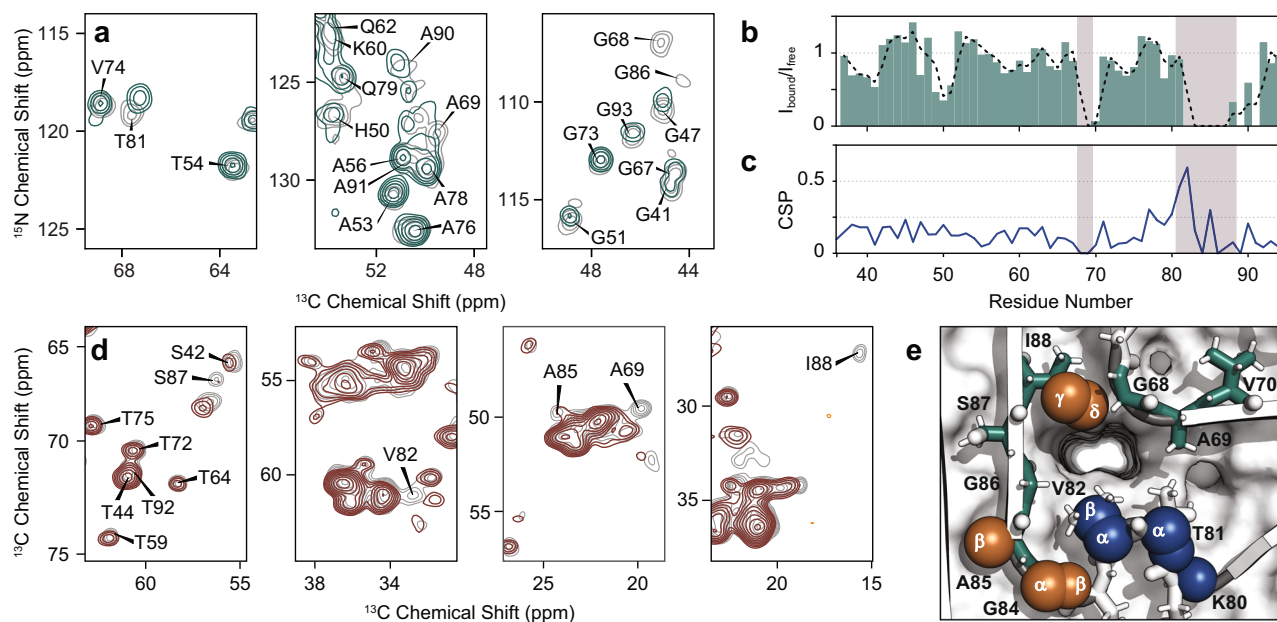 a
115
120
125
68
64
V74
T81
T54
¹⁵N Chemical Shift (ppm)
125
130
52
48
Q62
K60
A90
Q79
A69
H50
A56
A91
A78
A53
A76
110
115
48
44
G68
G86
G93
G47
G73
G67
G41
G51
¹³C Chemical Shift (ppm)
b
I bound/I free
1
0
c
CSP
0.5
0
40
50
60
70
80
90
Residue Number
d
65
70
75
60
55
S42
S87
T75
T72
T64
T44
T92
T59
¹³C Chemical Shift (ppm)
55
60
38
34
V82
50
55
25
20
A85
A69
30
35
20
15
I88
¹³C Chemical Shift (ppm)
e
I88
γ
δ
G68
V70
S87
A69
G86
V82
β
α
α
T81
β
A85
α
β
G84
K80